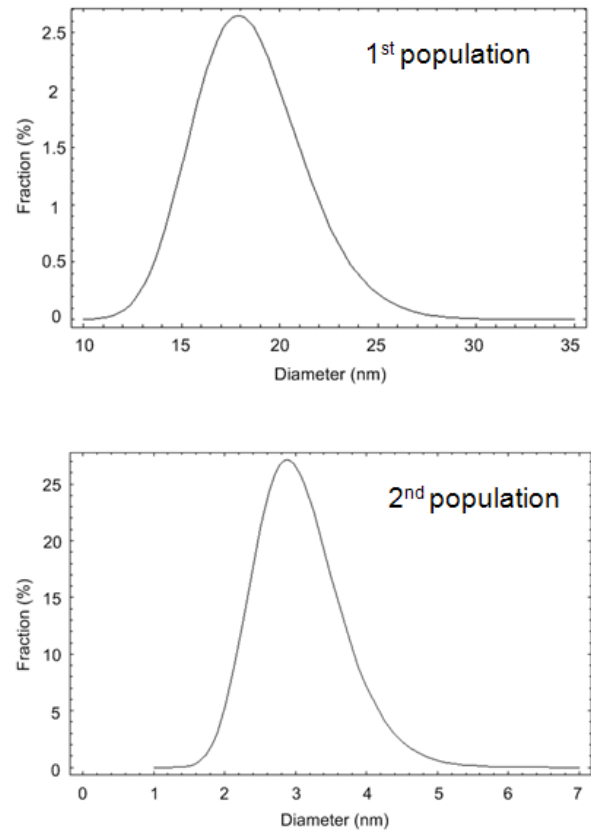 1st population
2.5
2
1.5
1
0.5
0
Fraction (%)
10 15 20 25 30 35
Diameter (nm)
2nd population
25
20
15
10
5
0
Fraction (%)
0 1 2 3 4 5 6 7
Diameter (nm)